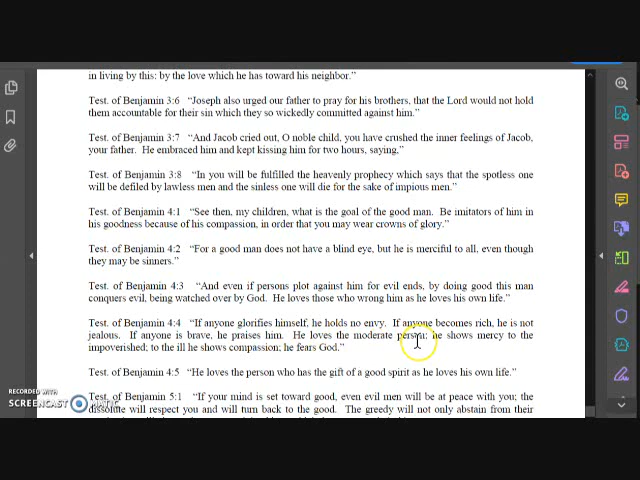 in living by this: by the love which he has toward his neighbor."
Test. of Benjamin 3:6 "Joseph also urged our father to pray for his brothers, that the Lord would not hold
them accountable for their sin which they so wickedly committed against him."
Test. of Benjamin 3:7 "And Jacob cried out, O noble child, you have crushed the inner feelings of Jacob,
your father. He embraced him and kept kissing him for two hours, saying,"
Test. of Benjamin 3:8 "In you will be fulfilled the heavenly prophecy which says that the spotless one
will be defiled by lawless men and the sinless one will die for the sake of impious men."
Test. of Benjamin 4:1 "See then, my children, what is the goal of the good man. Be imitators of him in
his goodness because of his compassion, in order that you may wear crowns of glory.
Test. of Benjamin 4:2 "For a good man does not have a blind eye, but he is merciful to all, even though
they may be sinners."
Test. of Benjamin 4:3 "And even if persons plot against him for evil ends, by doing good this man
conquers evil, being watched over by God. He loves those who wrong him as he loves his own life."
Test. of Benjamin 4:4 "If anyone glorifies himself, he holds no envy. If anyone becomes rich, he is not
jealous. If anyone is brave, he praises him. He loves the moderate person; he shows mercy to the
impoverished; to the ill he shows compassion; he fears God."
Test. of Benjamin 4:5 "He loves the person who has the gift of a good spirit as he loves his own life."
Test. of Benjamin 5:1 "If your mind is set toward good, even evil men will be at peace with you; the
dissolute will respect you and will turn back to the good. The greedy will not only abstain from their
RECORDED WITH
SCREENCAST MATIC